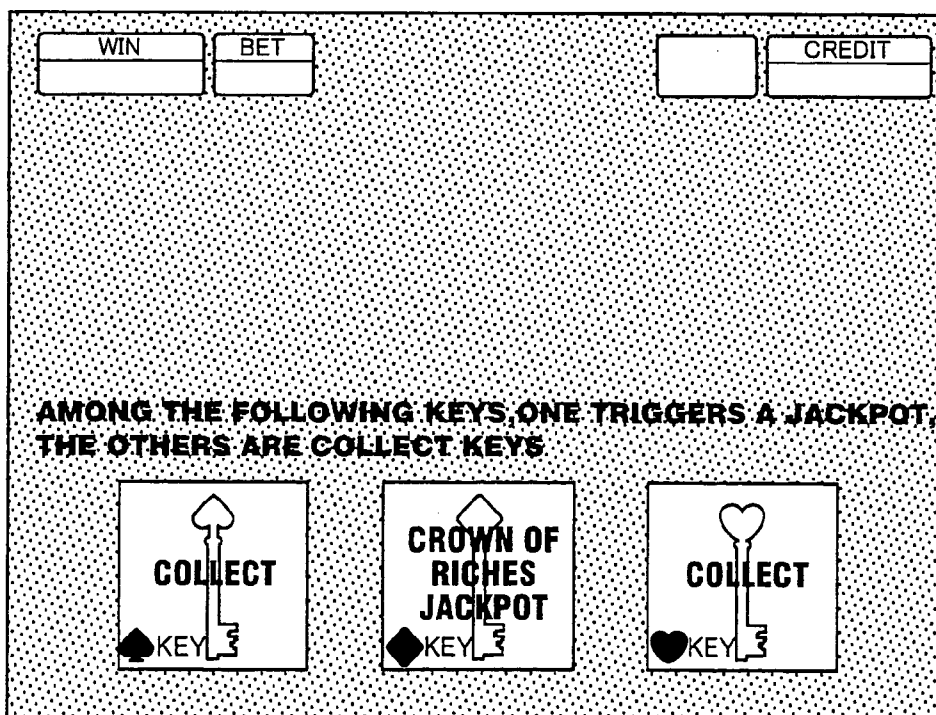 WIN BET CREDIT
AMONG THE FOLLOWING KEYS,ONE TRIGGERS A JACKPOT,
THE OTHERS ARE COLLECT KEYS
COLLECT
KEY
CROWN OF
RICHES
JACKPOT
KEY
COLLECT
KEY